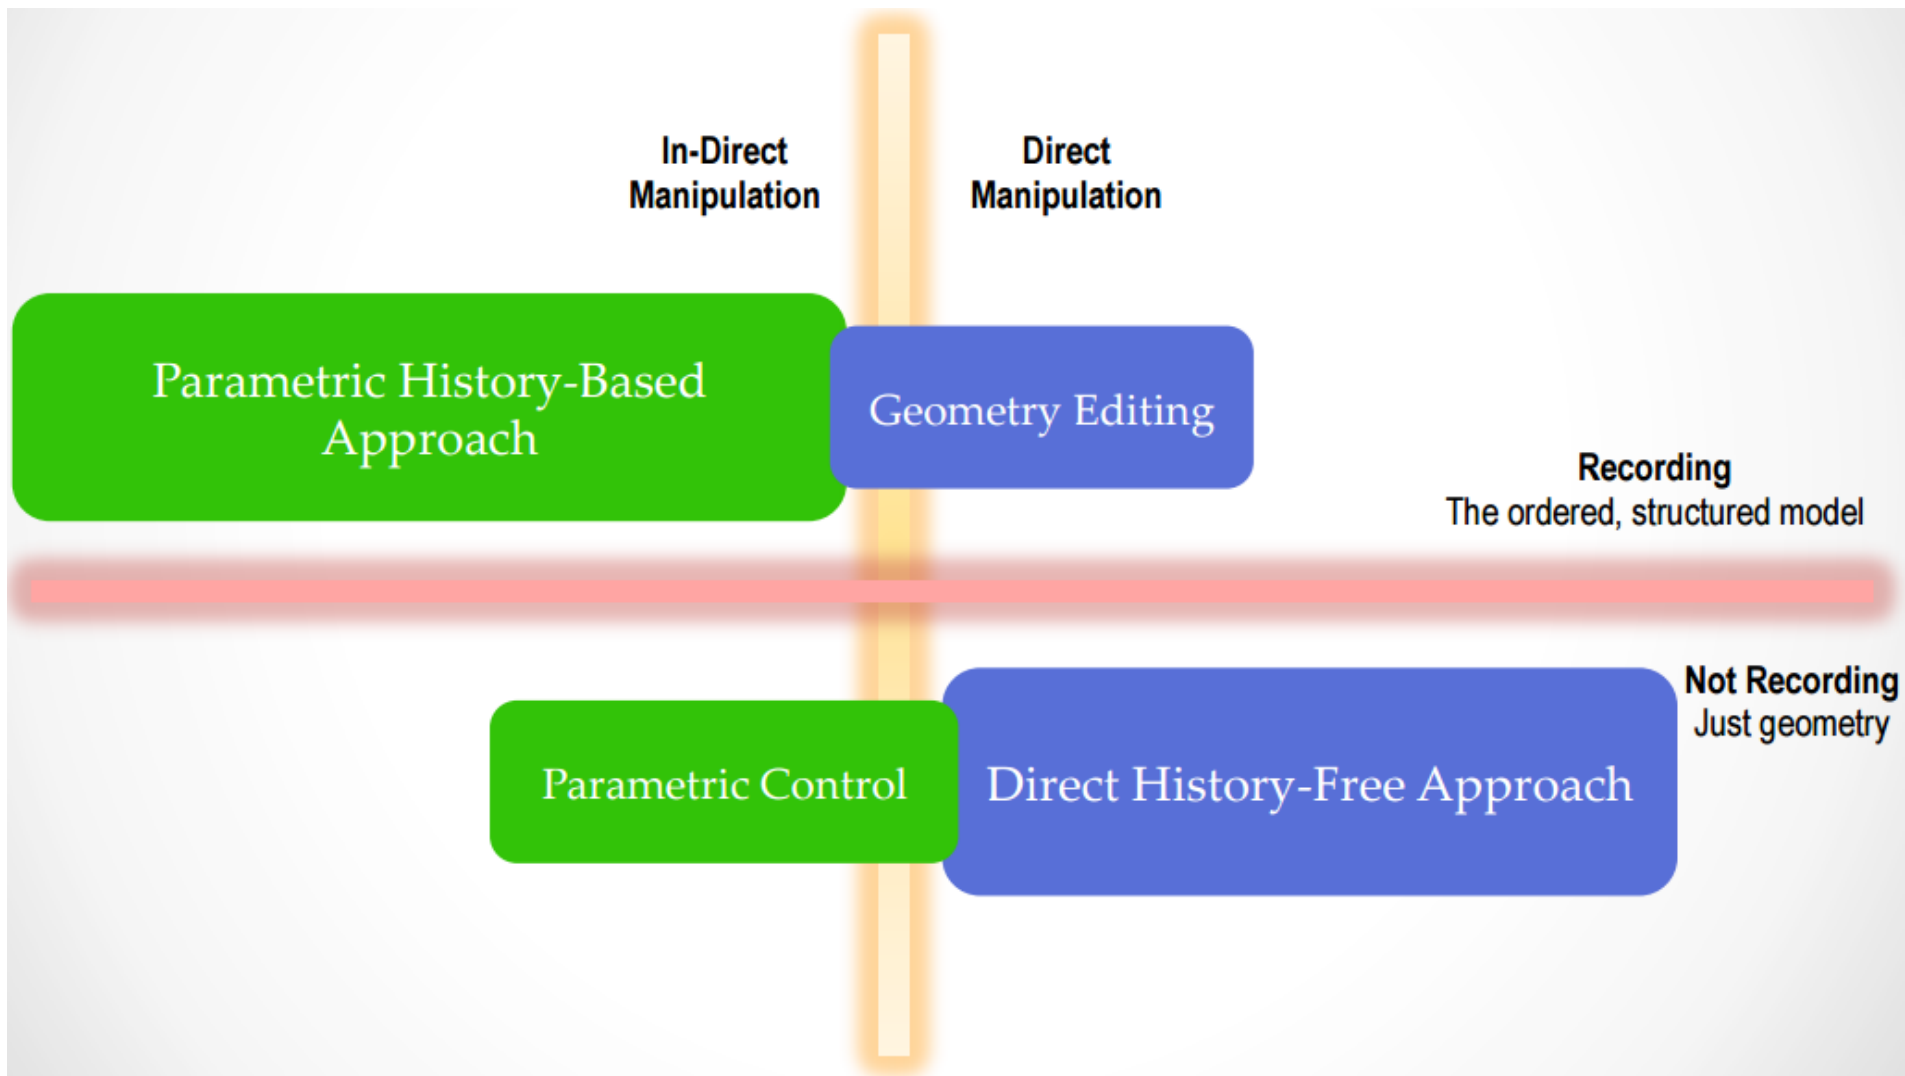 In-Direct
Manipulation
Direct
Manipulation
Parametric History-Based
Approach
Geometry Editing
Recording
The ordered, structured model
Not Recording
Just geometry
Parametric Control
Direct History-Free Approach